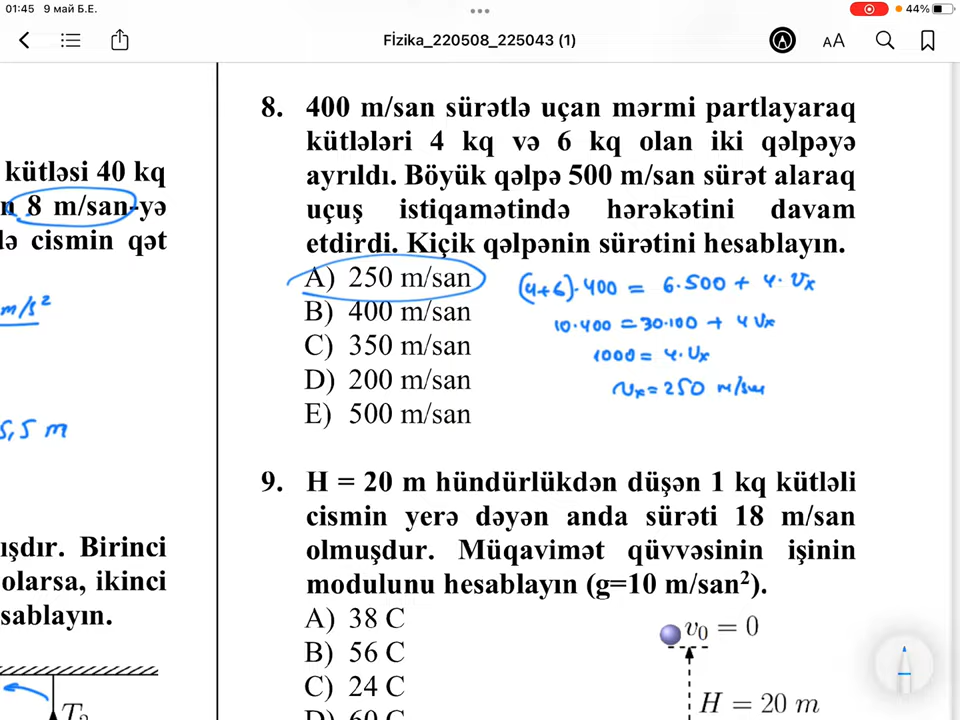 01:45 9 май Б.Е.
44%
Fİzika_220508_225043 (1)
AA
kütləsi 40 kq
n 8 m/san-yə
lə cismin qət
m/s²
5,5 m
ışdır. Birinci
olarsa, ikinci
sablayın.
8. 400 m/san sürətlə uçan mərmi partlayaraq
kütlələri 4 kq və 6 kq olan iki qəlpəyə
ayrıldı. Böyük qəlpə 500 m/san sürət alaraq
uçuş istiqamətində hərəkətini davam
etdirdi. Kiçik qəlpənin sürətini hesablayın.
A) 250 m/san
B) 400 m/san
C) 350 m/san
D) 200 m/san
E) 500 m/san
(4+6)·400 = 6·500 + 4·υₓ
10·400 = 30·100 + 4υₓ
1000 = 4·υₓ
υₓ = 250 m/san
9. H = 20 m hündürlükdən düşən 1 kq kütləli
cismin yerə dəyən anda sürəti 18 m/san
olmuşdur. Müqavimət qüvvəsinin işinin
modulunu hesablayın (g=10 m/san²).
A) 38 C
B) 56 C
C) 24 C
D) 60 C
v₀ = 0
H = 20 m